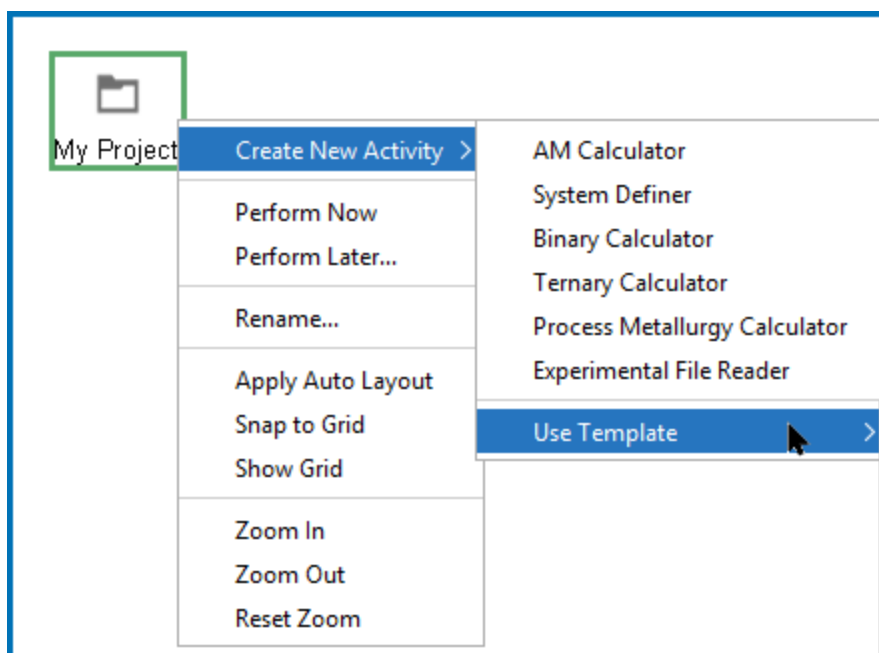 My Project
Create New Activity >
Perform Now
Perform Later...
Rename...
Apply Auto Layout
Snap to Grid
Show Grid
Zoom In
Zoom Out
Reset Zoom
AM Calculator
System Definer
Binary Calculator
Ternary Calculator
Process Metallurgy Calculator
Experimental File Reader
Use Template >